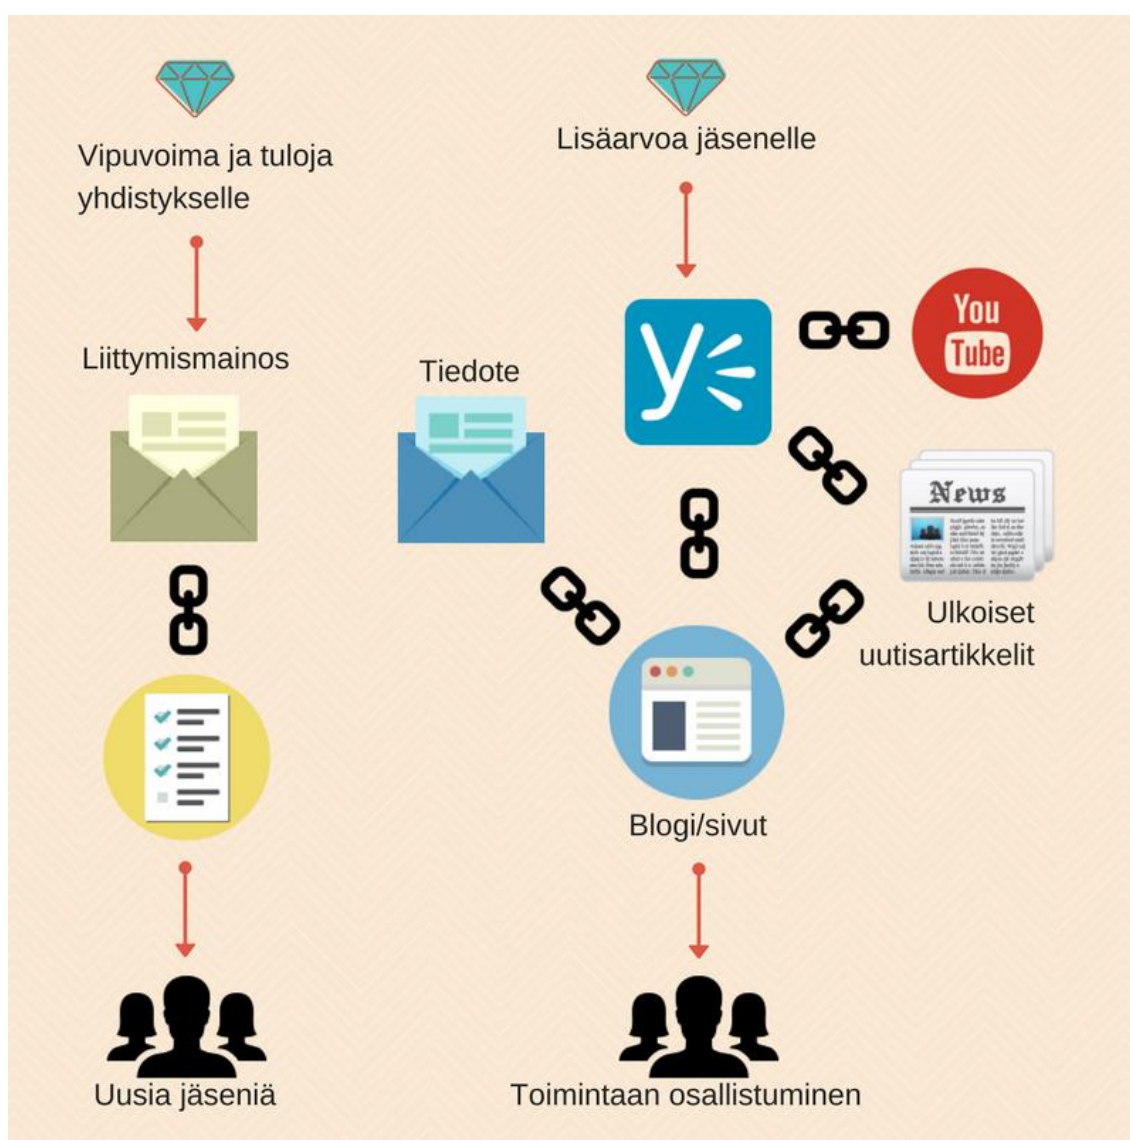 Vipuvoima ja tuloja
yhdistykselle
Lisäarvoa jäsenelle
Liittymismainos
Tiedote
You
Tube
News
Ulkoiset
uutisartikkelit
Blogi/sivut
Uusia jäseniä
Toimintaan osallistuminen